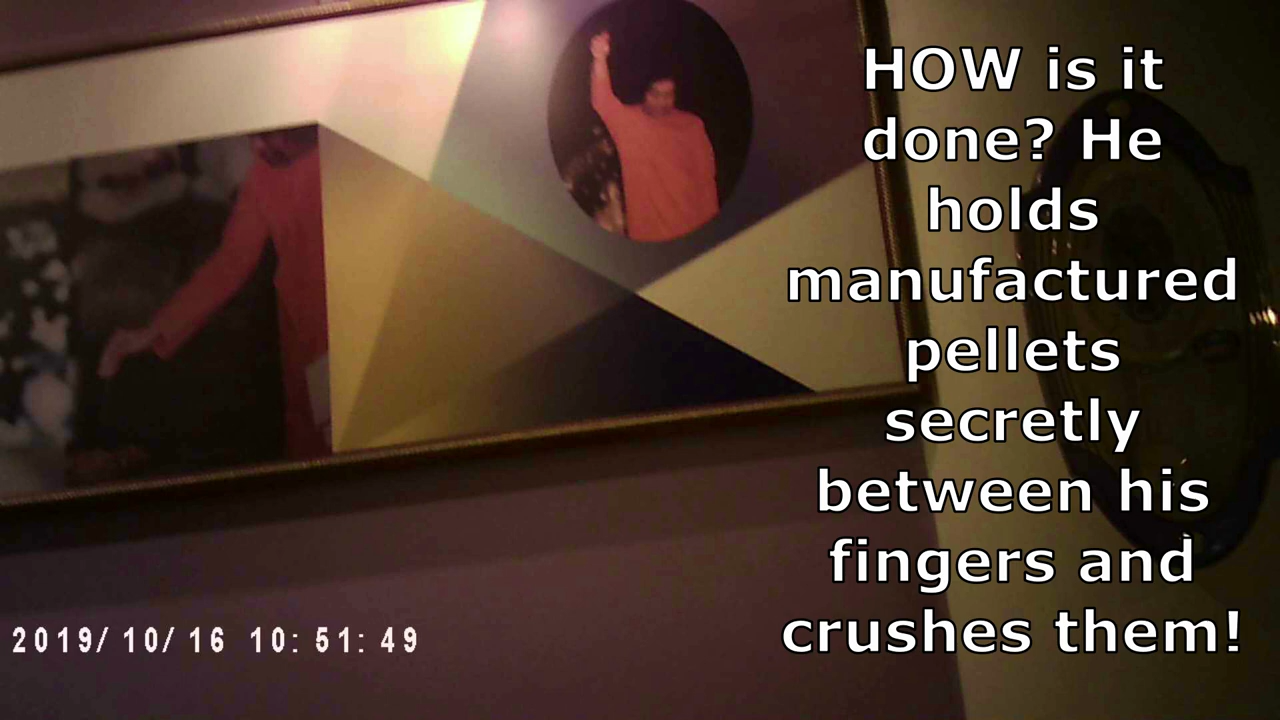 HOW is it
done? He
holds
manufactured
pellets
secretly
between his
fingers and
crushes them!
2019/10/16 10:51:49